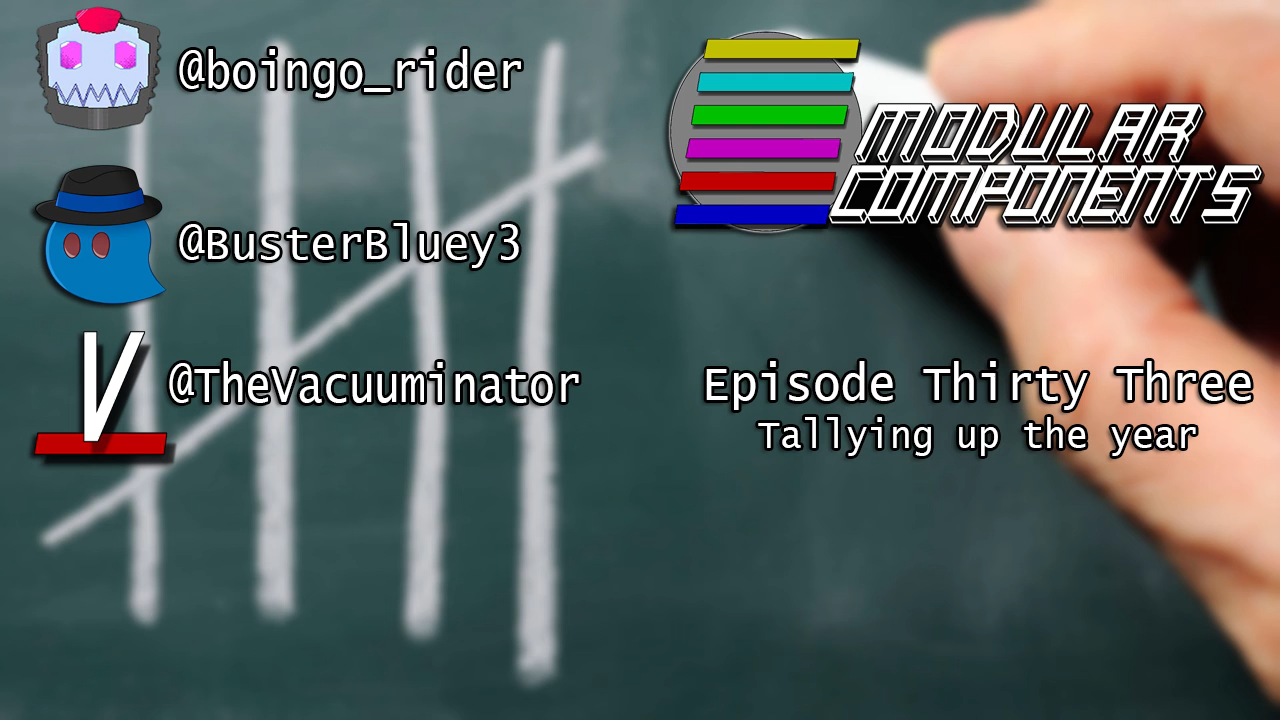 @boingo_rider
@BusterBluey3
V
@TheVacuuminator
MODULAR
COMPONENTS
Episode Thirty Three
Tallying up the year